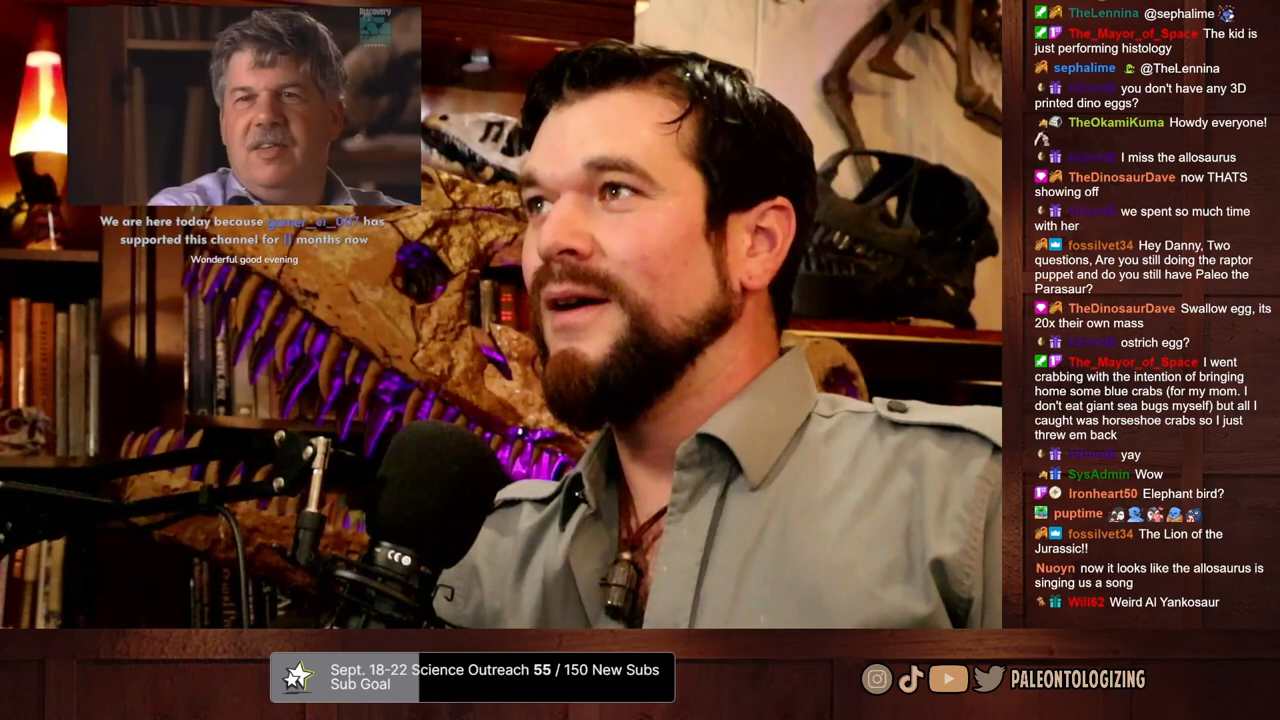 Discovery
SCIENCE
CHANNEL
We are here today because gamer_ei_007 has
supported this channel for 11 months now
Wonderful good evening
CE
TheLennina @sephalime
The_Mayor_of_Space The kid is
just performing histology
sephalime @TheLennina
you don't have any 3D
printed dino eggs?
TheOkamiKuma Howdy everyone!
I miss the allosaurus
TheDinosaurDave now THATS
showing off
we spent so much time
with her
fossilvet34 Hey Danny, Two
questions, Are you still doing the raptor
puppet and do you still have Paleo the
Parasaur?
TheDinosaurDave Swallow egg, its
20x their own mass
ostrich egg?
The_Mayor_of_Space I went
crabbing with the intention of bringing
home some blue crabs (for my mom. I
don't eat giant sea bugs myself) but all I
caught was horseshoe crabs so I just
threw em back
yay
SysAdmin Wow
Ironheart50 Elephant bird?
puptime
fossilvet34 The Lion of the
Jurassic!!
Nuoyn now it looks like the allosaurus is
singing us a song
Will62 Weird Al Yankosaur
Sept. 18-22 Science Outreach 55 / 150 New Subs
Sub Goal
PALEONTOLOGIZING